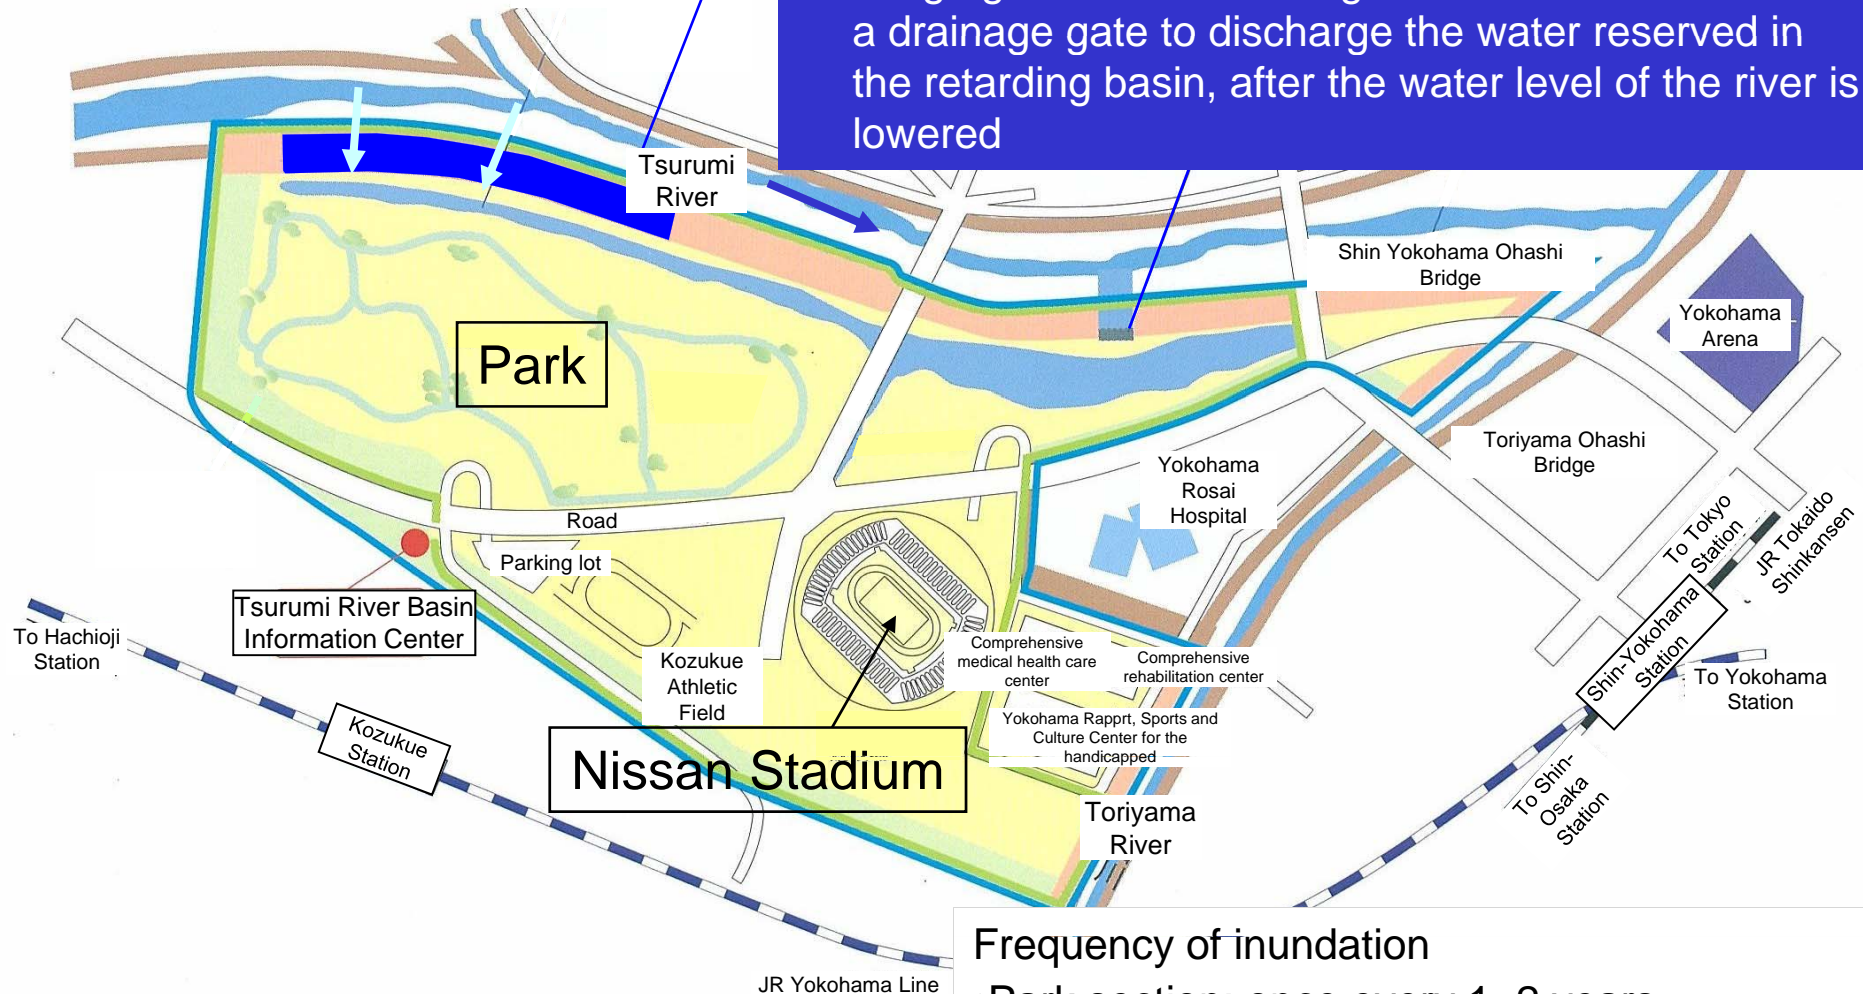 a drainage gate to discharge the water reserved in
the retarding basin, after the water level of the river is
lowered
Tsurumi
River
Shin Yokohama Ohashi
Bridge
Yokohama
Arena
Park
Toriyama Ohashi
Bridge
Yokohama
Rosai
Hospital
Road
Parking lot
To Tokyo
Station
JR Tokaido
Shinkansen
Tsurumi River Basin
Information Center
To Hachioji
Station
Kozukue
Athletic
Field
Comprehensive
medical health care
center
Comprehensive
rehabilitation center
Shin-Yokohama
Station
To Yokohama
Station
Kozukue
Station
Yokohama Rapprt, Sports and
Culture Center for the
handicapped
Nissan Stadium
To Shin-
Osaka
Station
Toriyama
River
Frequency of inundation
JR Yokohama Line